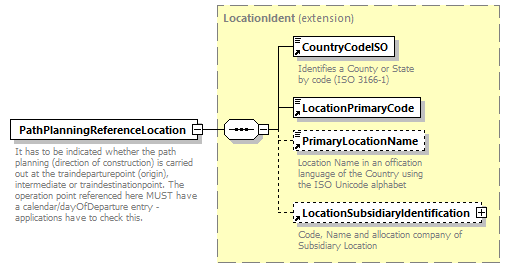 LocationIdent (extension)
CountryCodeISO
Identifies a County or State
by code (ISO 3166-1)
LocationPrimaryCode
PathPlanningReferenceLocation
It has to be indicated whether the path
planning (direction of construction) is carried
out at the traindeparturepoint (origin),
intermediate or traindestinationpoint. The
operation point referenced here MUST have
a calendar/dayOfDeparture entry -
applications have to check this.
PrimaryLocationName
Location Name in an offication
language of the Country using
the ISO Unicode alphabet
LocationSubsidiaryIdentification
Code, Name and allocation company of
Subsidiary Location